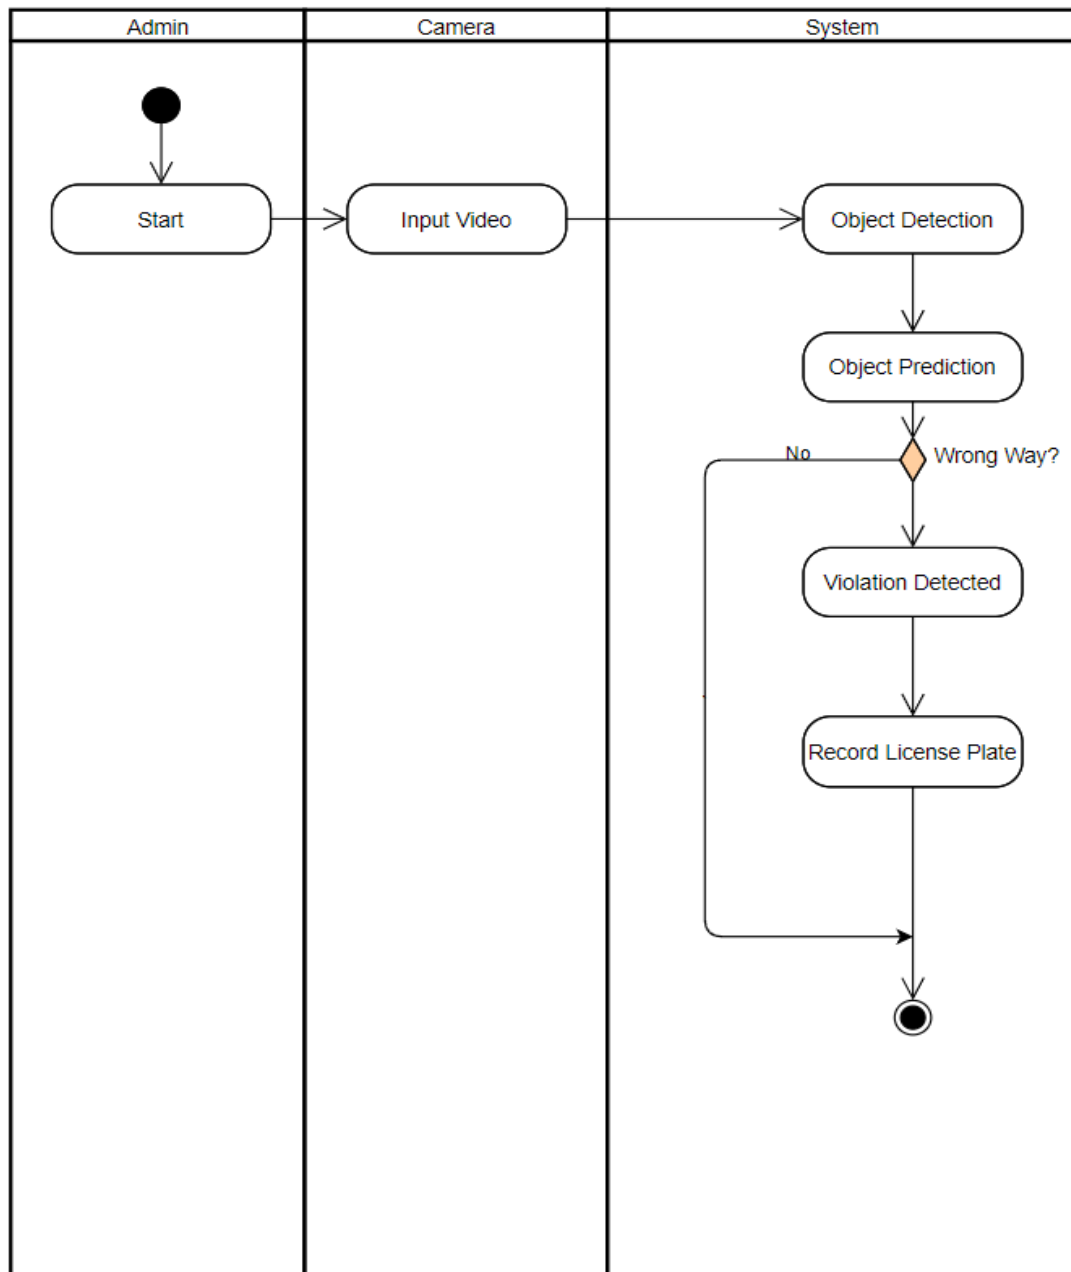 Admin
Camera
System
Start
Input Video
Object Detection
Object Prediction
No
Wrong Way?
Violation Detected
Record License Plate